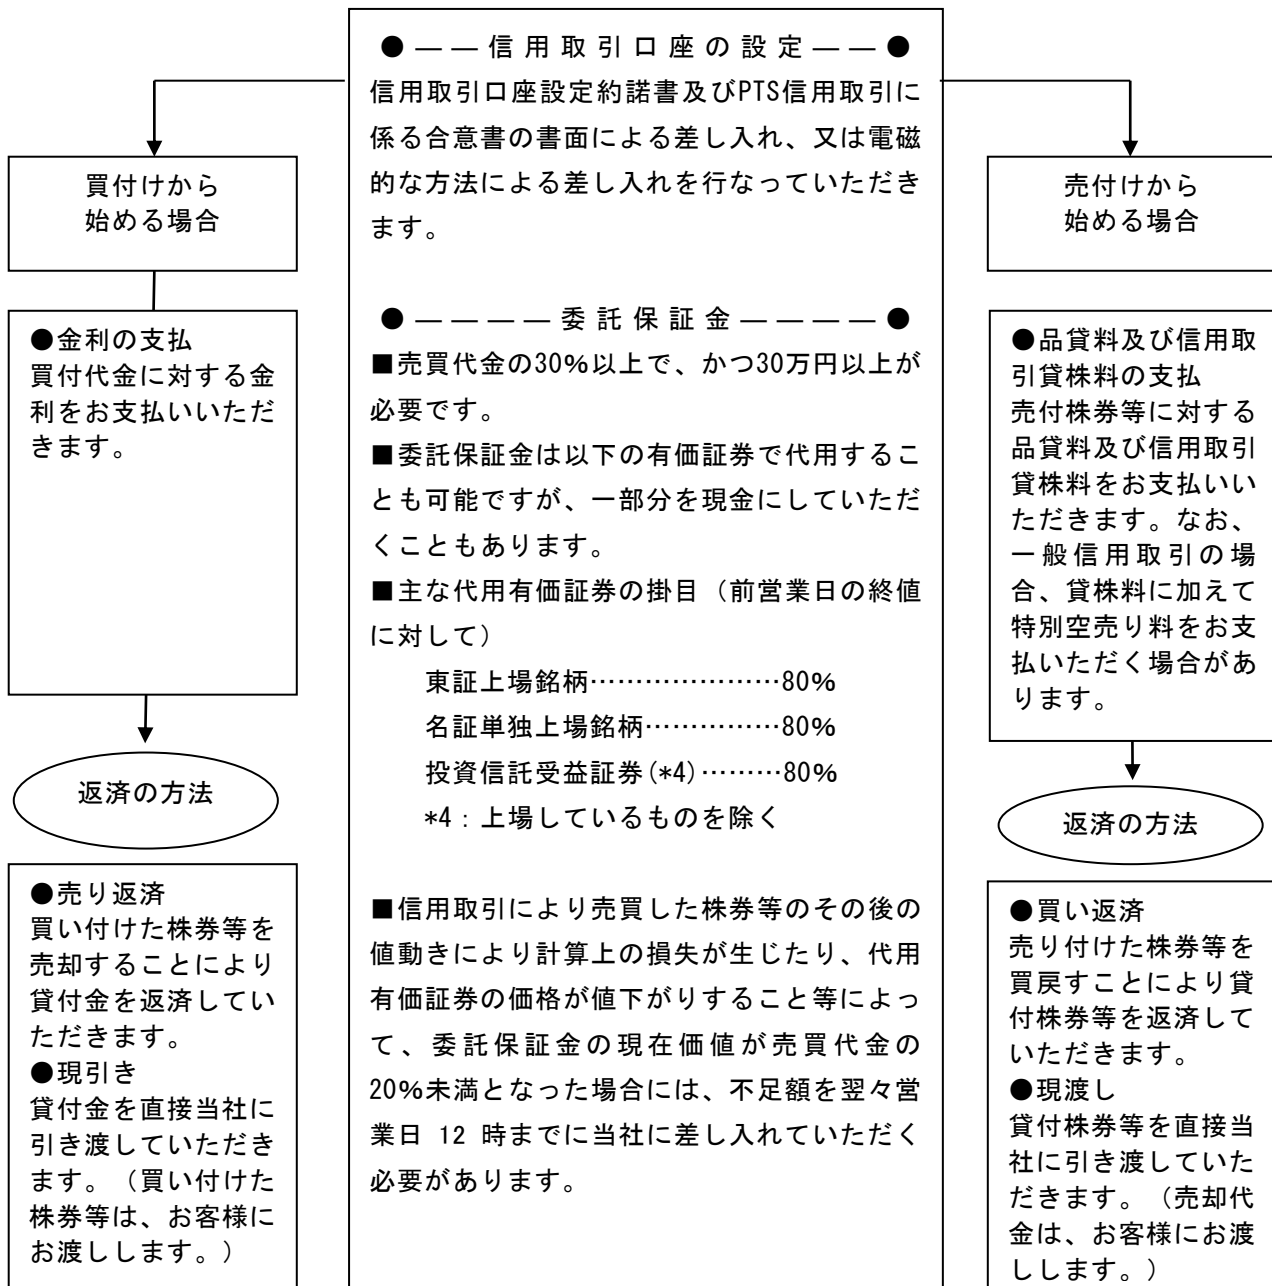 ●――信用取引口座の設定――●
信用取引口座設定約諾書及びPTS信用取引に
係る合意書の書面による差し入れ、又は電磁
的な方法による差し入れを行なっていただき
ます。
●――――委託保証金――――●
■売買代金の30%以上で、かつ30万円以上が
必要です。
■委託保証金は以下の有価証券で代用するこ
とも可能ですが、一部分を現金にしていただ
くこともあります。
■主な代用有価証券の掛目（前営業日の終値
に対して）
東証上場銘柄…………………80%
名証単独上場銘柄……………80%
投資信託受益証券(*4)………80%
*4：上場しているものを除く
■信用取引により売買した株券等のその後の
値動きにより計算上の損失が生じたり、代用
有価証券の価格が値下がりすること等によっ
て、委託保証金の現在価値が売買代金の
20%未満となった場合には、不足額を翌々営
業日 12 時までに当社に差し入れていただく
必要があります。
買付けから
始める場合
●金利の支払
買付代金に対する金
利をお支払いいただ
きます。
返済の方法
●売り返済
買い付けた株券等を
売却することにより
貸付金を返済してい
ただきます。
●現引き
貸付金を直接当社に
引き渡していただき
ます。（買い付けた
株券等は、お客様に
お渡しします。）
売付けから
始める場合
●品貸料及び信用取
引貸株料の支払
売付株券等に対する
品貸料及び信用取引
貸株料をお支払いい
ただきます。なお、
一般信用取引の場
合、貸株料に加えて
特別空売り料をお支
払いただく場合があ
ります。
返済の方法
●買い返済
売り付けた株券等を
買戻すことにより貸
付株券等を返済して
いただきます。
●現渡し
貸付株券等を直接当
社に引き渡していた
だきます。（売却代
金は、お客様にお渡
しします。）